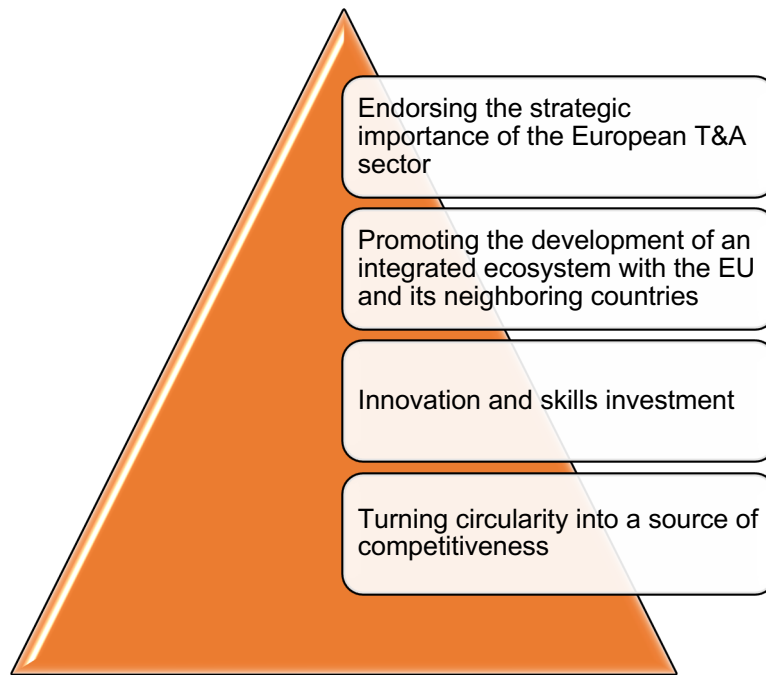 Endorsing the strategic
importance of the European T&A
sector
Promoting the development of an
integrated ecosystem with the EU
and its neighboring countries
Innovation and skills investment
Turning circularity into a source of
competitiveness